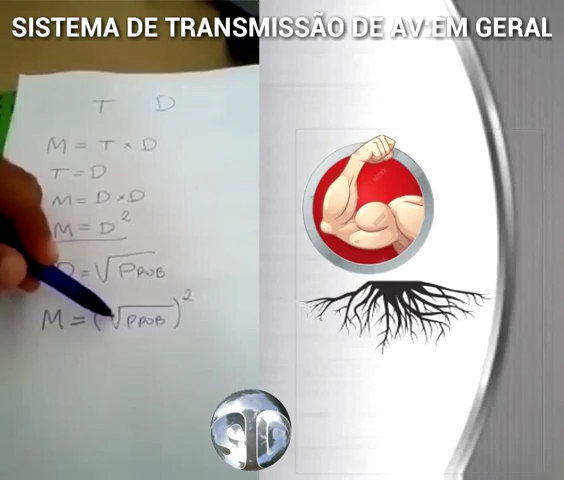 SISTEMA DE TRANSMISSÃO DE AV:EM GERAL
T D
M = T × D
T = D
M = D × D
M = D²
D = √PROB
M = (√PROB)²